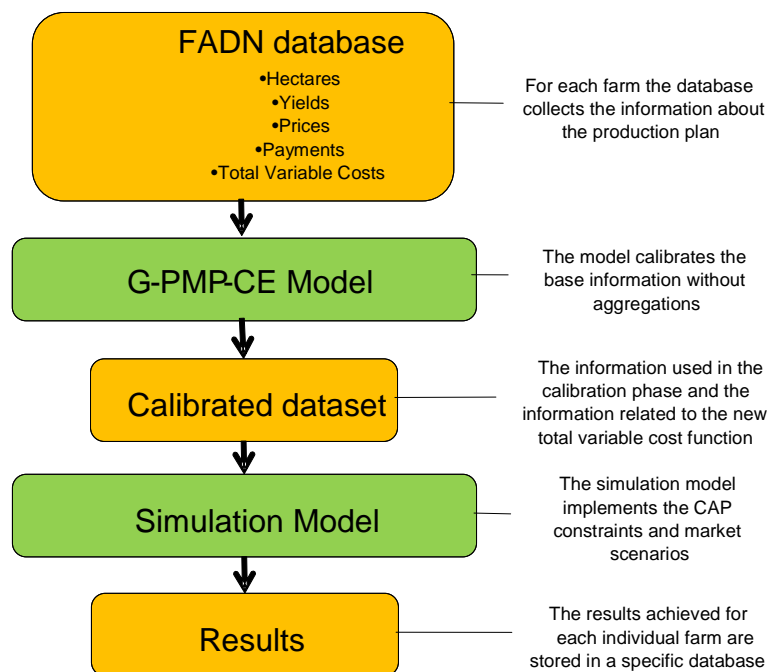 FADN database
•Hectares
•Yields
•Prices
•Payments
•Total Variable Costs
For each farm the database
collects the information about
the production plan
G-PMP-CE Model
The model calibrates the
base information without
aggregations
Calibrated dataset
The information used in the
calibration phase and the
information related to the new
total variable cost function
Simulation Model
The simulation model
implements the CAP
constraints and market
scenarios
Results
The results achieved for
each individual farm are
stored in a specific database